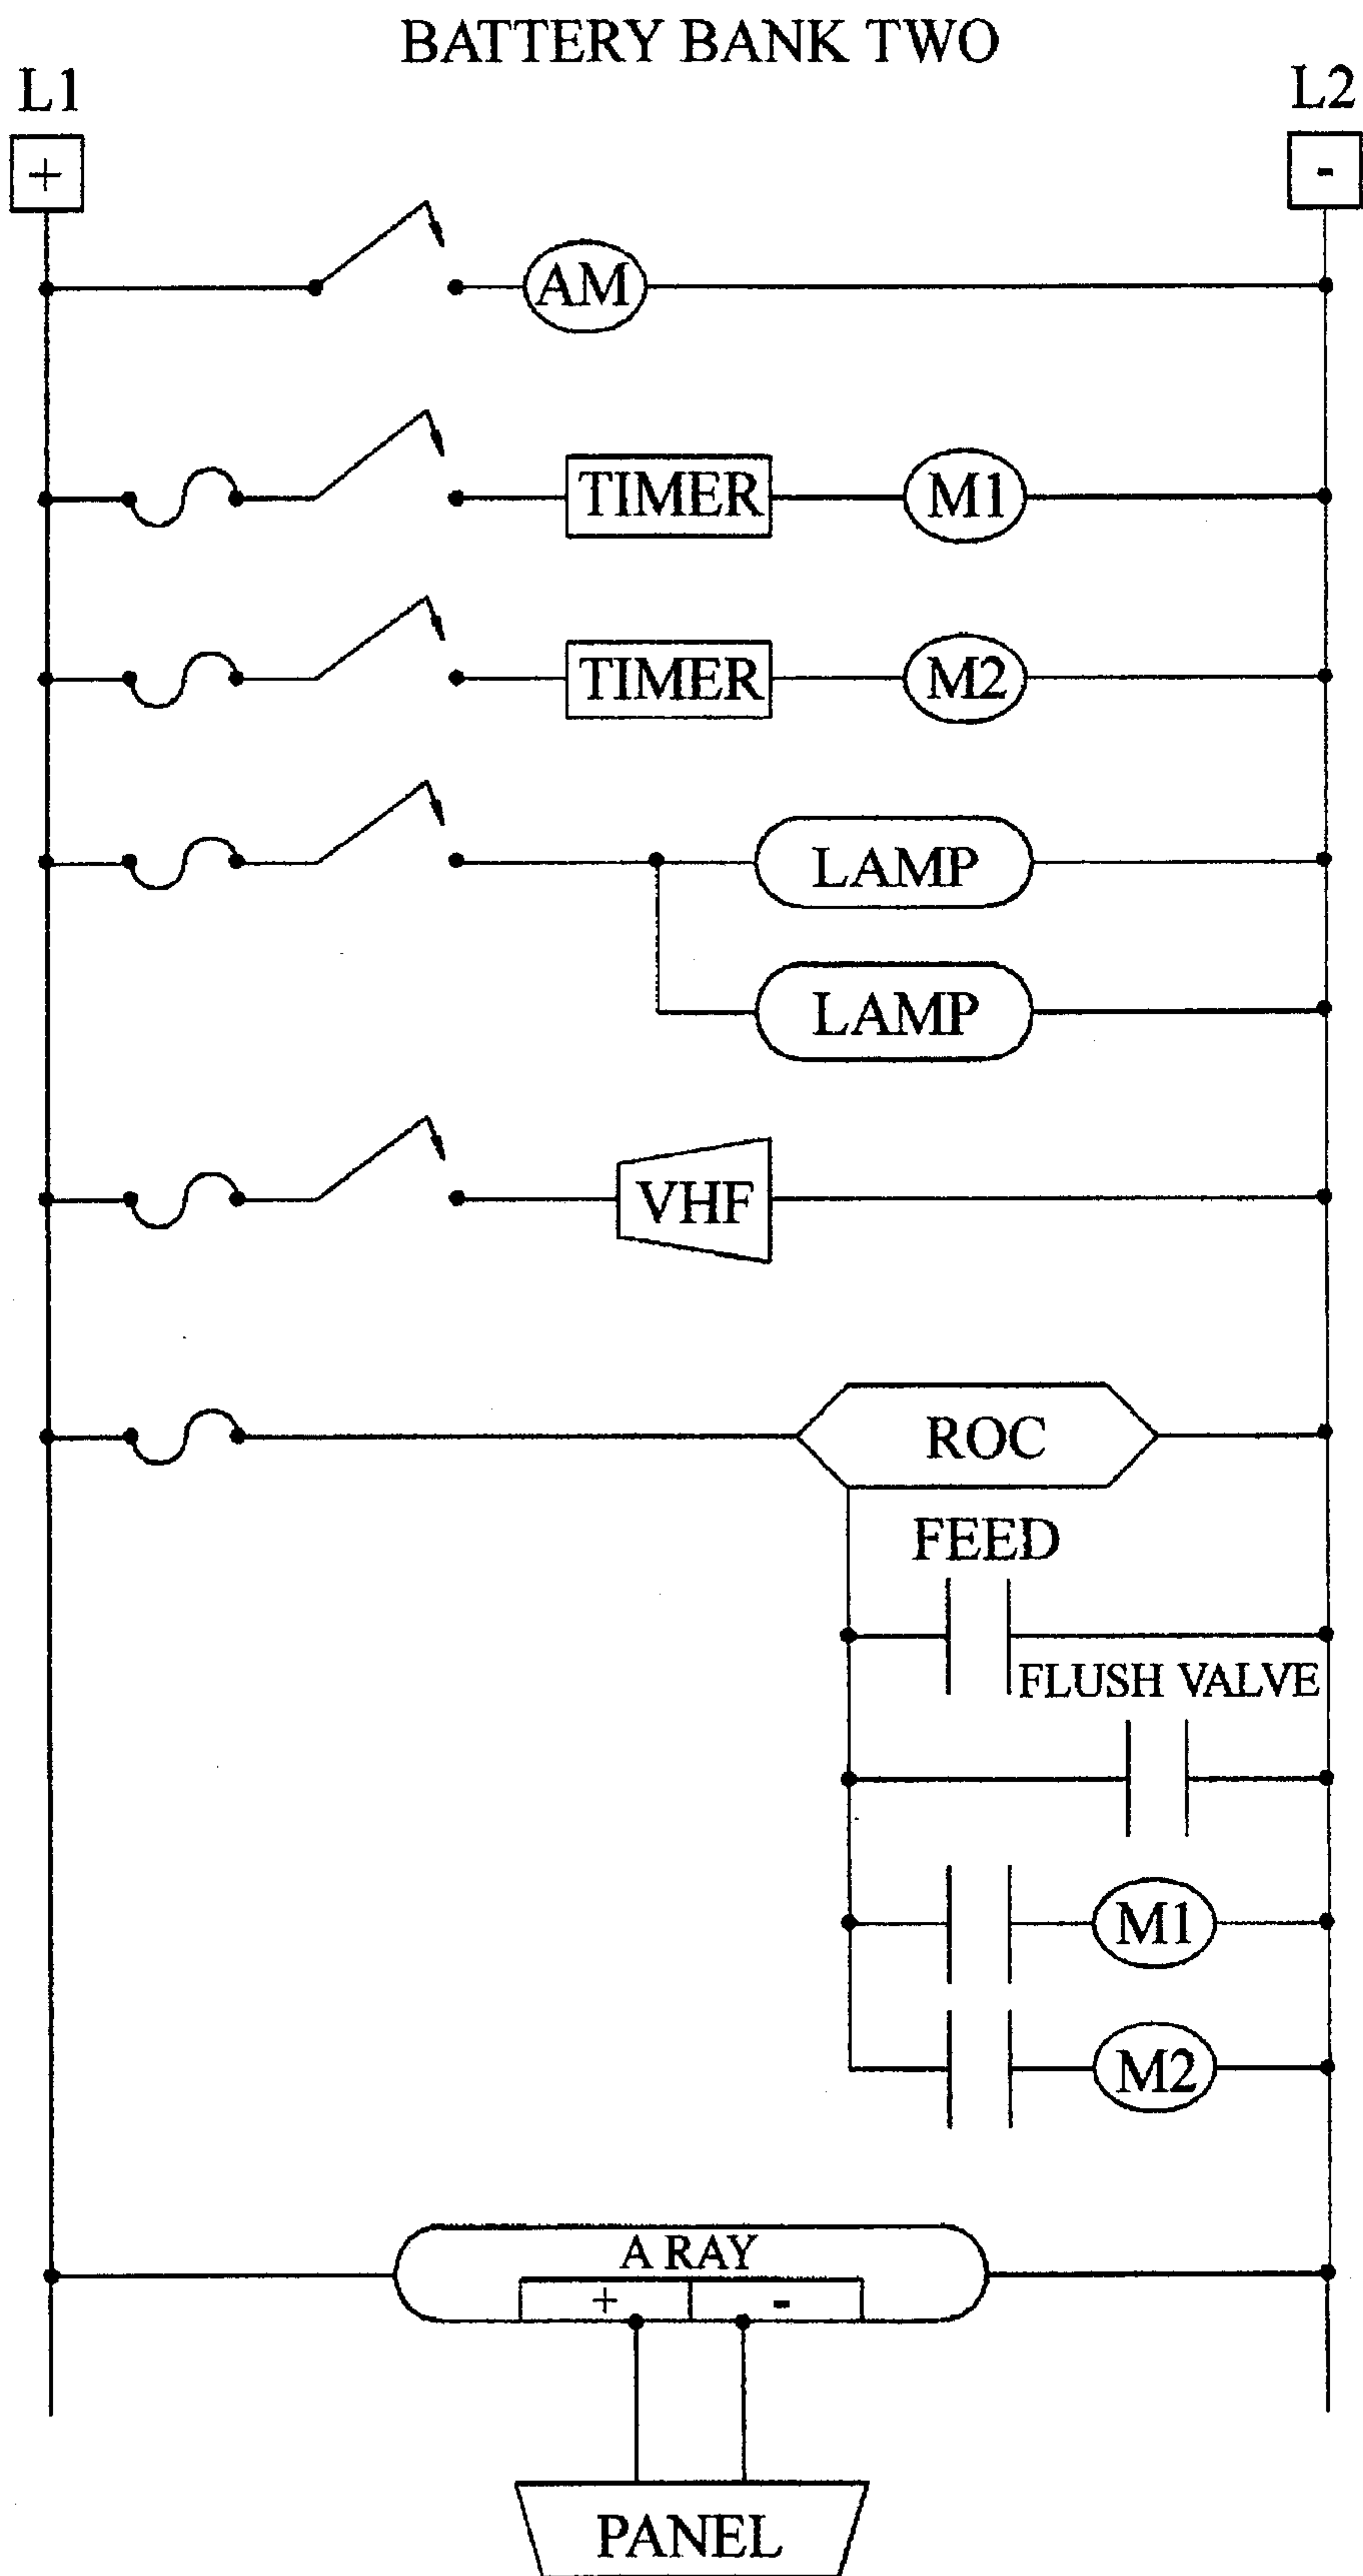 BATTERY BANK TWO
L1 L2
+ -
AM
TIMER M1
TIMER M2
LAMP
LAMP
VHF
ROC
FEED
FLUSH VALVE
M1
M2
A RAY
+ -
PANEL